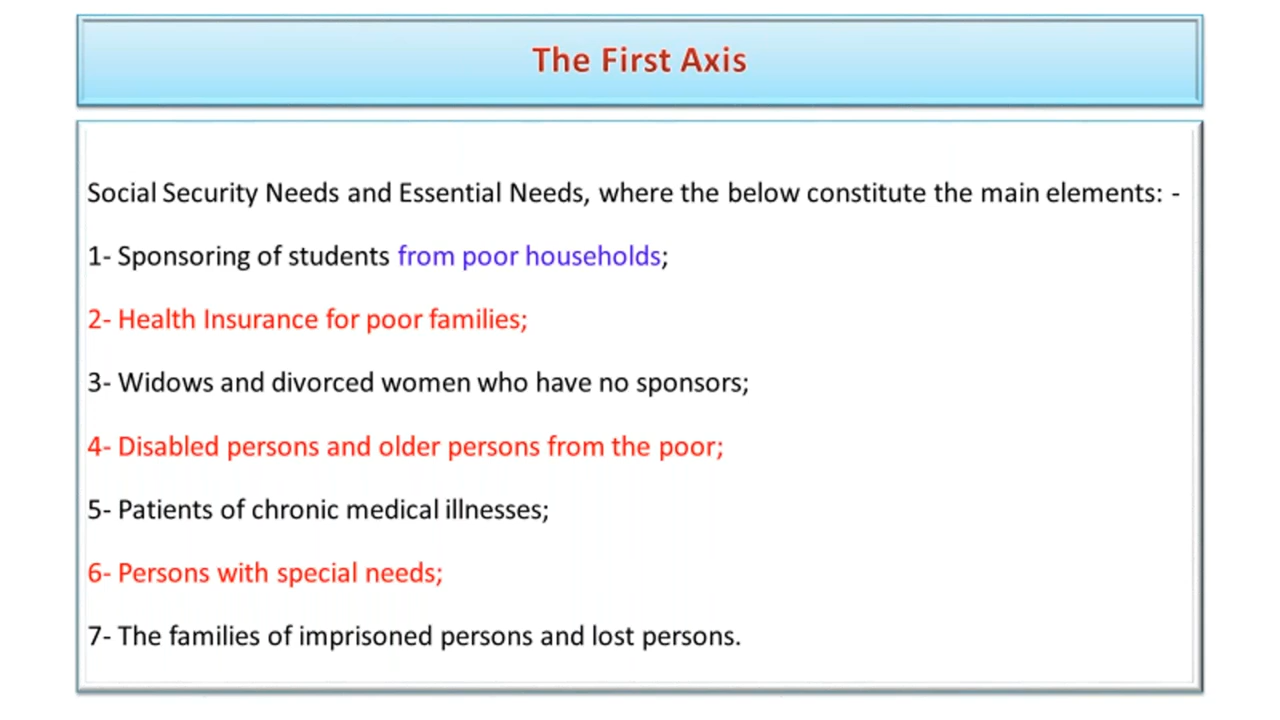 The First Axis
Social Security Needs and Essential Needs, where the below constitute the main elements: -
1- Sponsoring of students from poor households;
2- Health Insurance for poor families;
3- Widows and divorced women who have no sponsors;
4- Disabled persons and older persons from the poor;
5- Patients of chronic medical illnesses;
6- Persons with special needs;
7- The families of imprisoned persons and lost persons.